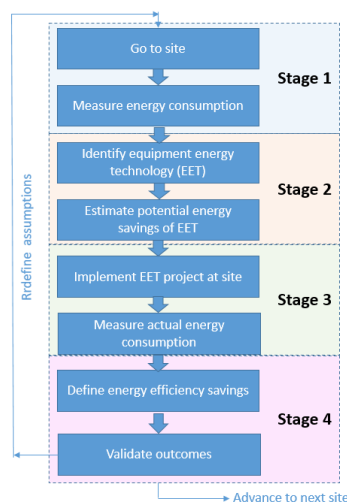 Go to site
Stage 1
Measure energy consumption
Identify equipment energy
technology (EET)
Stage 2
Estimate potential energy
savings of EET
Rrdefine assumptions
Implement EET project at site
Stage 3
Measure actual energy
consumption
Define energy efficiency savings
Stage 4
Validate outcomes
Advance to next site